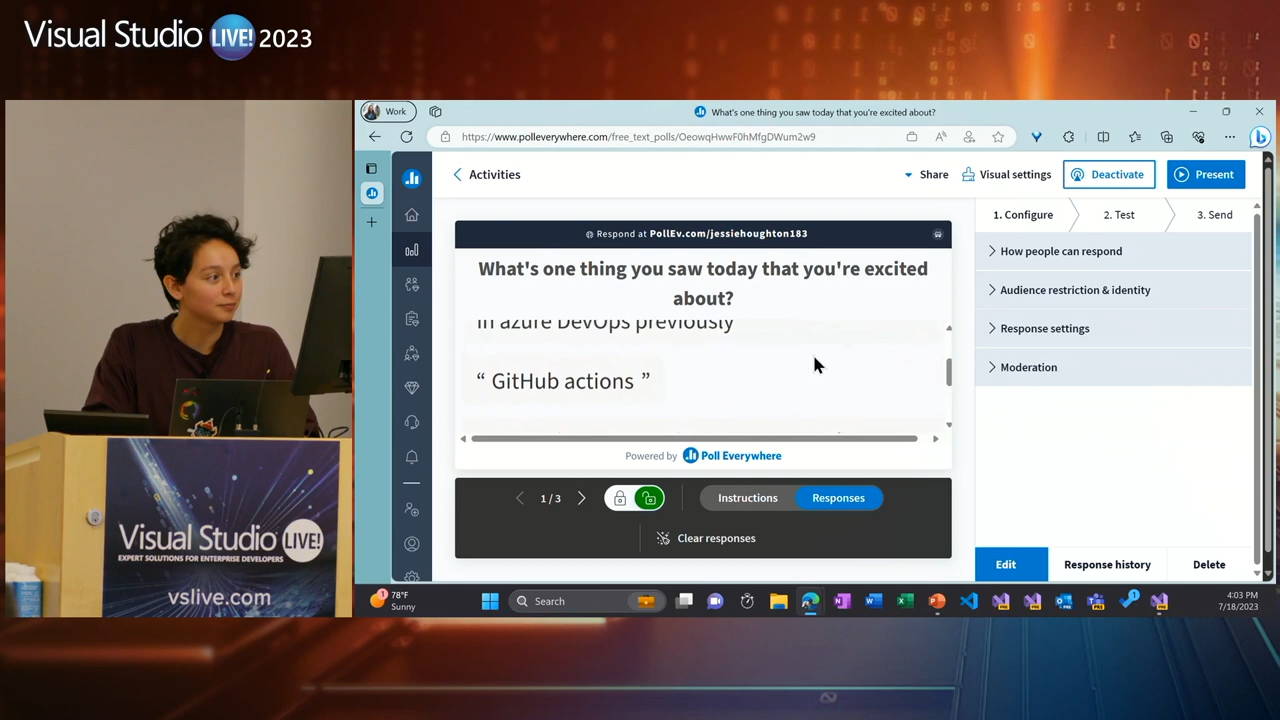 Visual Studio LIVE! 2023
Work
What's one thing you saw today that you're excited about?
https://www.polleverywhere.com/free_text_polls/OeowqHwwF0hMfgDWum2w9
Activities
Share
Visual settings
Deactivate
Present
Respond at PollEv.com/jessiehoughton183
What's one thing you saw today that you're excited
about?
in azure DevOps previously
“ GitHub actions ”
Powered by Poll Everywhere
1 / 3
Instructions
Responses
Clear responses
1. Configure
2. Test
3. Send
How people can respond
Audience restriction & identity
Response settings
Moderation
Edit
Response history
Delete
Visual Studio LIVE!
EXPERT SOLUTIONS FOR ENTERPRISE DEVELOPERS
vslive.com
1
78°F
Sunny
Search
4:03 PM
7/18/2023